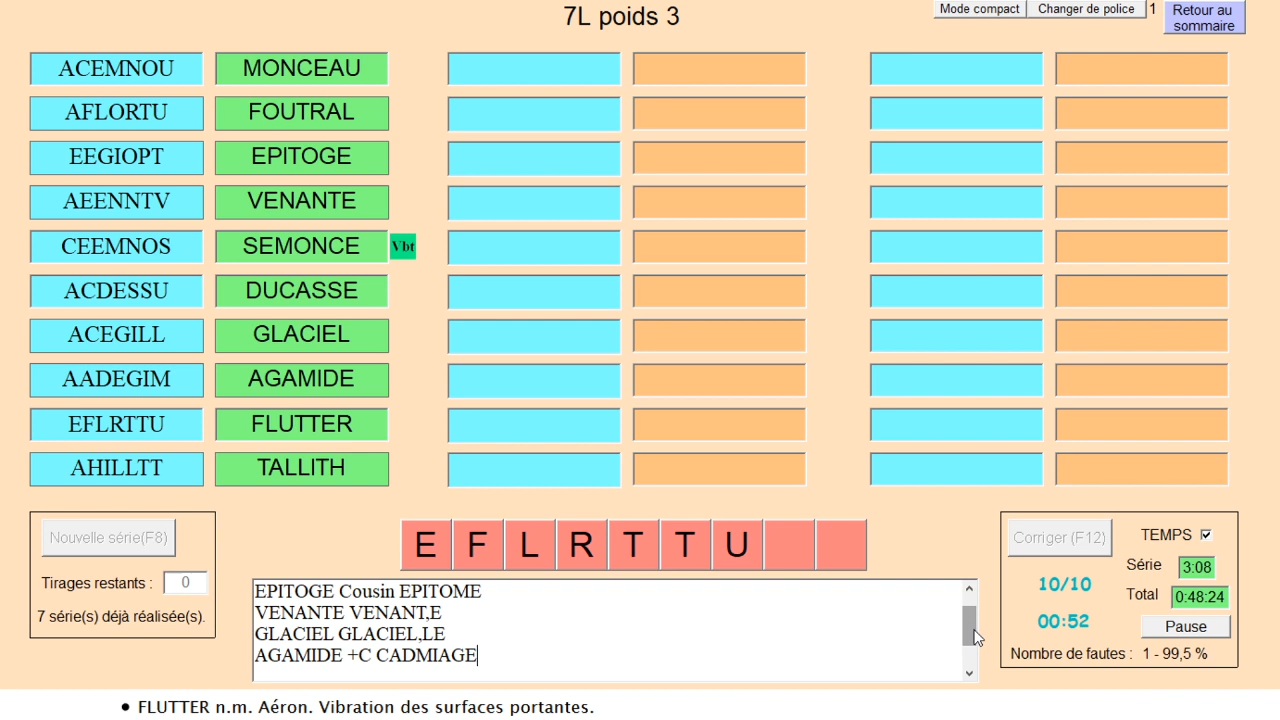 7L poids 3
Mode compact Changer de police 1 Retour au sommaire
ACEMNOU MONCEAU
AFLORTU FOUTRAL
EEGIOPT EPITOGE
AEENNTV VENANTE
CEEMNOS SEMONCE Vbt
ACDESSU DUCASSE
ACEGILL GLACIEL
AADEGIM AGAMIDE
EFLRTTU FLUTTER
AHILLTT TALLITH
Nouvelle série(F8)
Tirages restants : 0
7 série(s) déjà réalisée(s).
E F L R T T U
EPITOGE Cousin EPITOME
VENANTE VENANT,E
GLACIEL GLACIEL,LE
AGAMIDE +C CADMIAGE
Corriger (F12) TEMPS
Série 3:08
10/10 Total 0:48:24
00:52 Pause
Nombre de fautes : 1 - 99,5 %
• FLUTTER n.m. Aéron. Vibration des surfaces portantes.